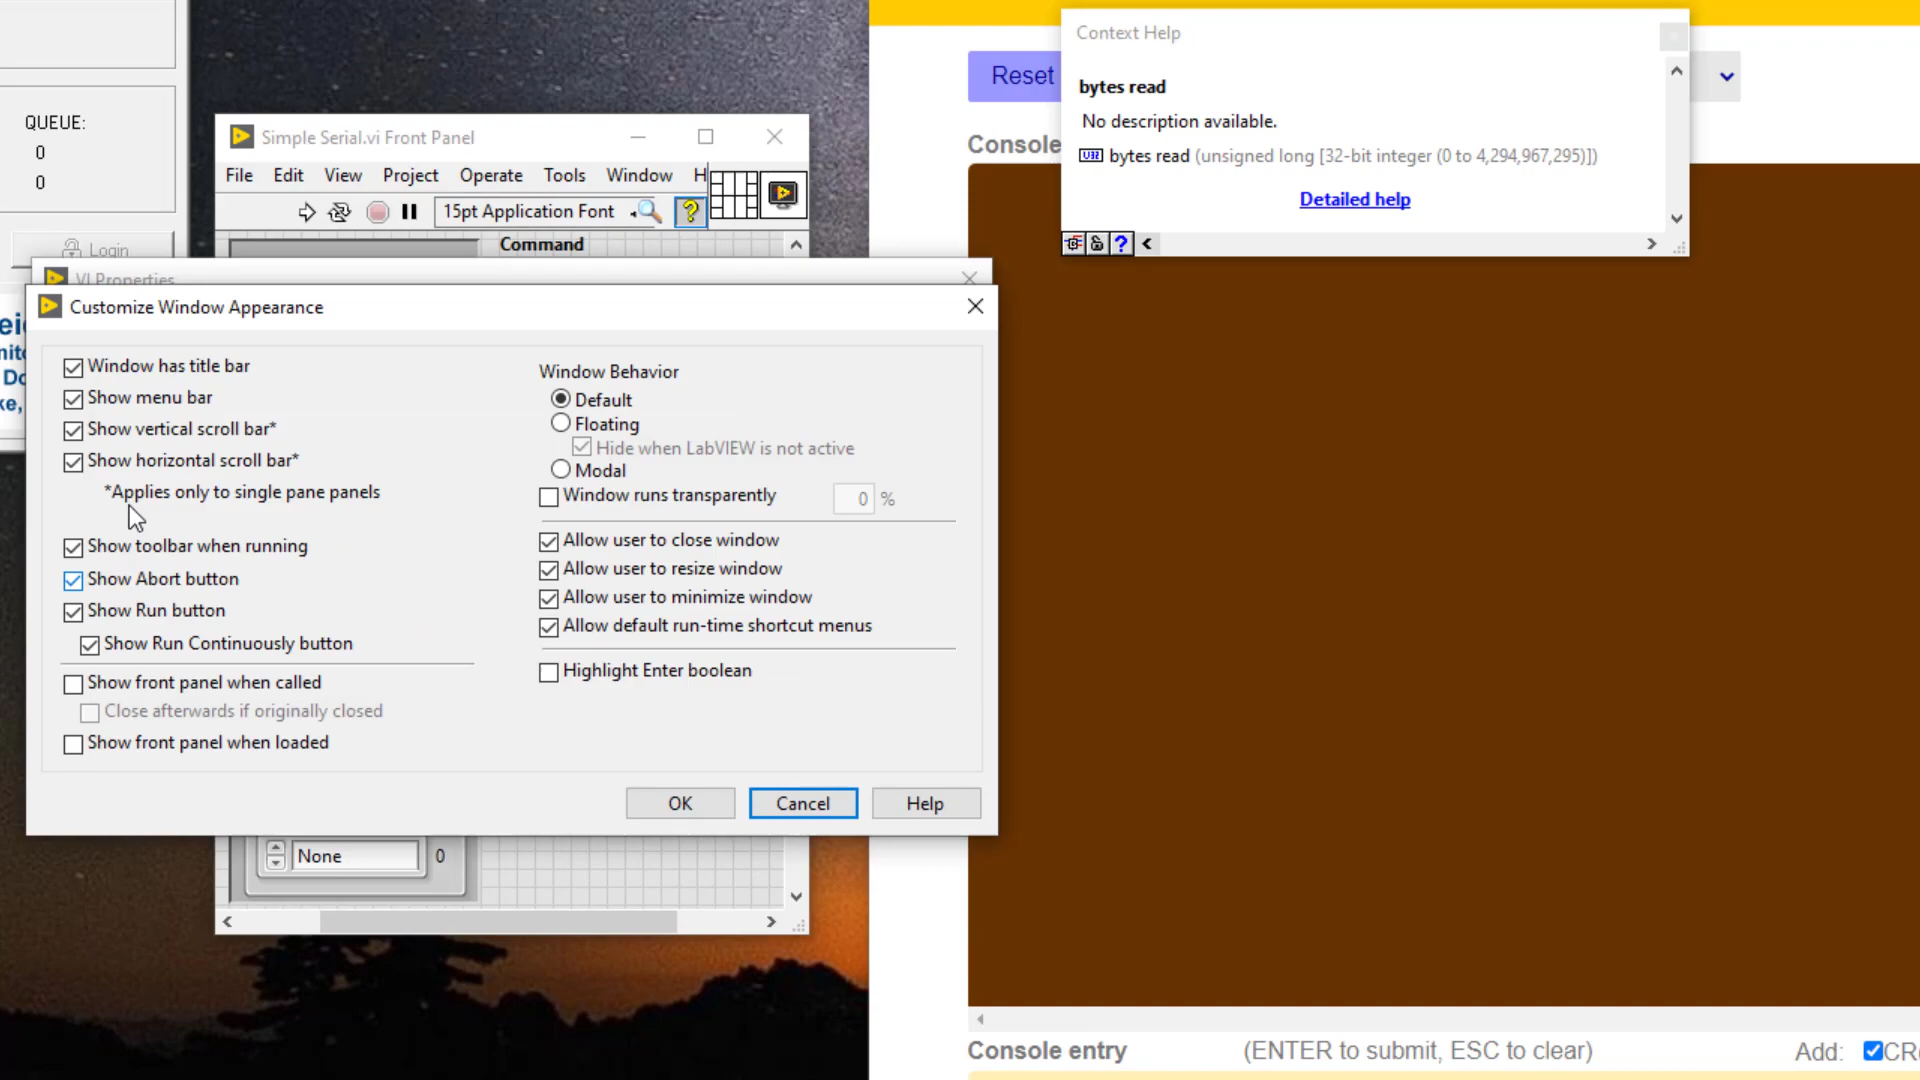 QUEUE:
0
0
Login
Simple Serial.vi Front Panel
File Edit View Project Operate Tools Window H
15pt Application Font
Command
VI Properties
Customize Window Appearance
Window has title bar
Show menu bar
Show vertical scroll bar*
Show horizontal scroll bar*
*Applies only to single pane panels
Show toolbar when running
Show Abort button
Show Run button
Show Run Continuously button
Show front panel when called
Close afterwards if originally closed
Show front panel when loaded
Window Behavior
Default
Floating
Hide when LabVIEW is not active
Modal
Window runs transparently 0 %
Allow user to close window
Allow user to resize window
Allow user to minimize window
Allow default run-time shortcut menus
Highlight Enter boolean
OK Cancel Help
None 0
Reset
Console
Context Help
bytes read
No description available.
U32 bytes read (unsigned long [32-bit integer (0 to 4,294,967,295)])
Detailed help
Console entry (ENTER to submit, ESC to clear) Add: CR